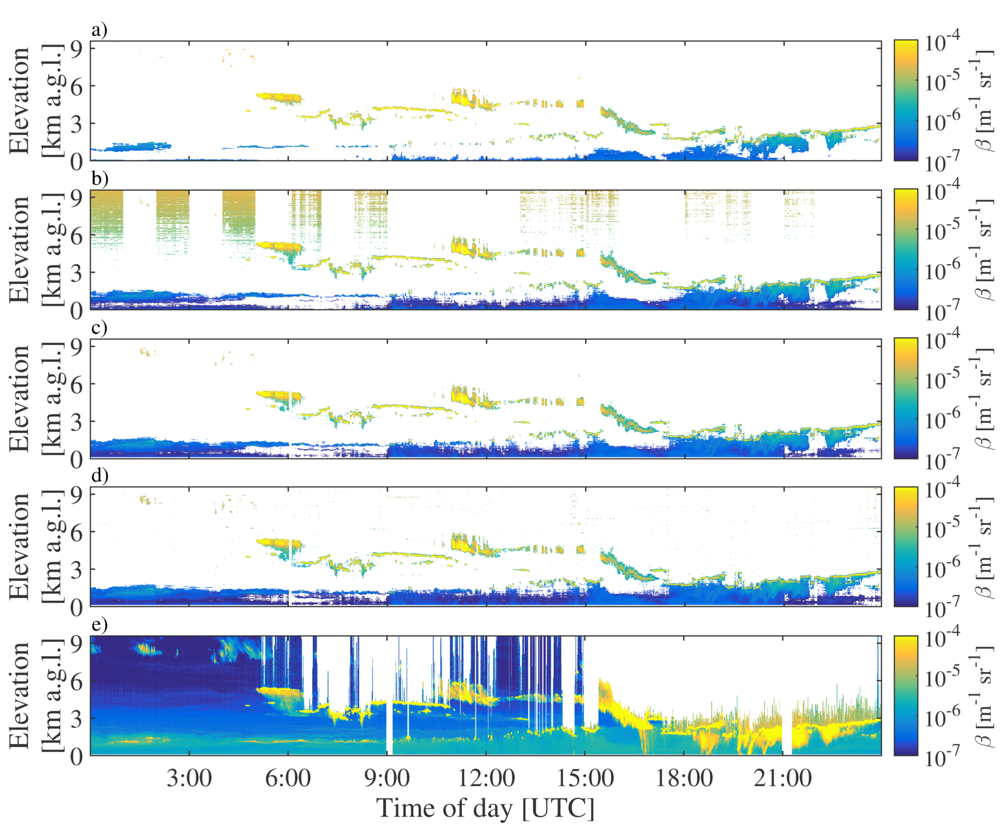 a)
Elevation
[km a.g.l.]
9
6
3
0
10-4
10-5
10-6
10-7
β [m-1 sr-1]
b)
Elevation
[km a.g.l.]
9
6
3
0
10-4
10-5
10-6
10-7
β [m-1 sr-1]
c)
Elevation
[km a.g.l.]
9
6
3
0
10-4
10-5
10-6
10-7
β [m-1 sr-1]
d)
Elevation
[km a.g.l.]
9
6
3
0
10-4
10-5
10-6
10-7
β [m-1 sr-1]
e)
Elevation
[km a.g.l.]
9
6
3
0
10-4
10-5
10-6
10-7
β [m-1 sr-1]
3:00 6:00 9:00 12:00 15:00 18:00 21:00
Time of day [UTC]